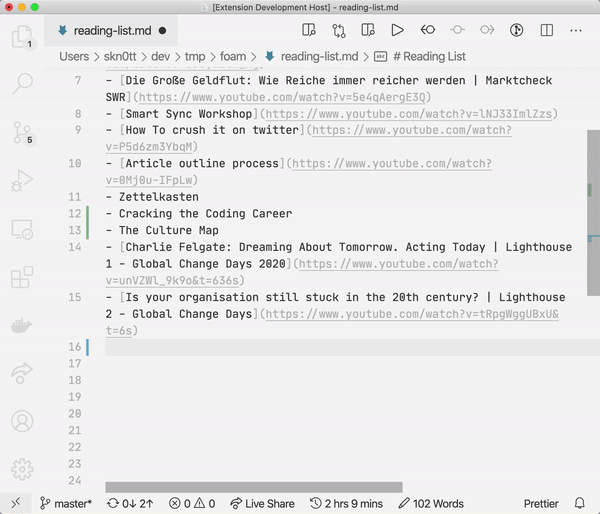 [Extension Development Host] - reading-list.md
reading-list.md
Users > skn0tt > dev > tmp > foam > reading-list.md > # Reading List
7 - [Die Große Geldflut: Wie Reiche immer reicher werden | Marktcheck
SWR](https://www.youtube.com/watch?v=5e4qAergE3Q)
8 - [Smart Sync Workshop](https://www.youtube.com/watch?v=lNJ33ImlZzs)
9 - [How To crush it on twitter](https://www.youtube.com/watch?
v=P5d6zm3YbqM)
10 - [Article outline process](https://www.youtube.com/watch?
v=0Mj0u-IFpLw)
11 - Zettelkasten
12 - Cracking the Coding Career
13 - The Culture Map
14 - [Charlie Felgate: Dreaming About Tomorrow. Acting Today | Lighthouse
1 - Global Change Days 2020](https://www.youtube.com/watch?
v=unVZWl_9k9o&t=636s)
15 - [Is your organisation still stuck in the 20th century? | Lighthouse
2 - Global Change Days](https://www.youtube.com/watch?v=tRpgWggUBxU&
t=6s)
16
17
18
19
20
21
22
23
24
1
5
master* 0↓ 2↑ 0 0 Live Share 2 hrs 9 mins 102 Words Prettier